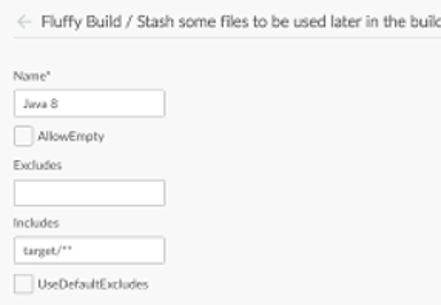 ← Fluffy Build / Stash some files to be used later in the build
Name*
Java 8
AllowEmpty
Excludes
Includes
target/**
UseDefaultExcludes